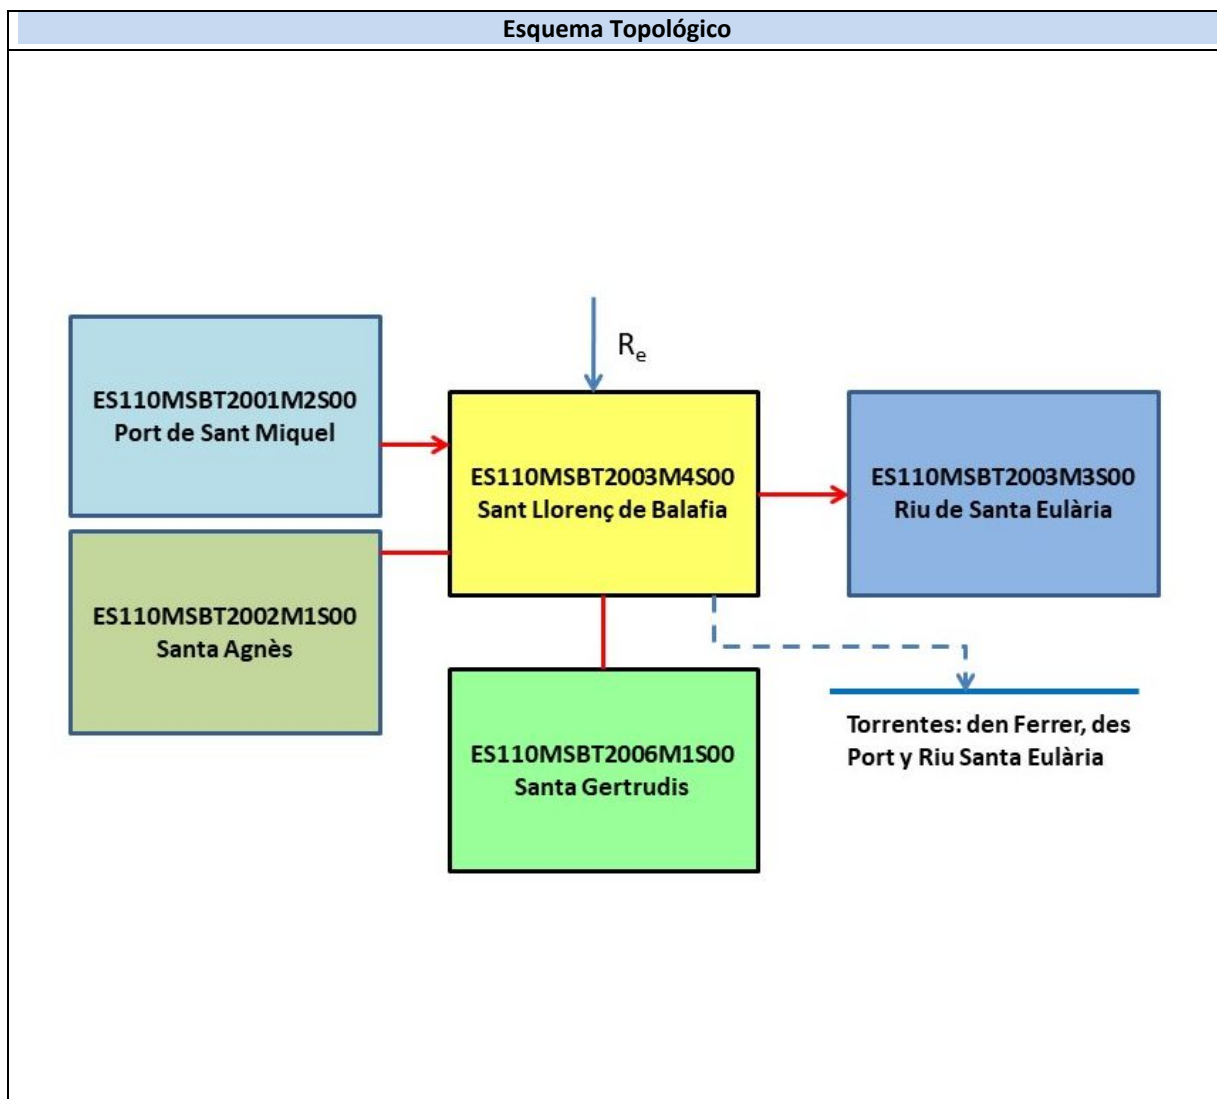 Esquema Topológico
Re
ES110MSBT2001M2S00
Port de Sant Miquel
ES110MSBT2003M4S00
Sant Llorenç de Balafia
ES110MSBT2003M3S00
Riu de Santa Eulària
ES110MSBT2002M1S00
Santa Agnès
Torrentes: den Ferrer, des
Port y Riu Santa Eulària
ES110MSBT2006M1S00
Santa Gertrudis